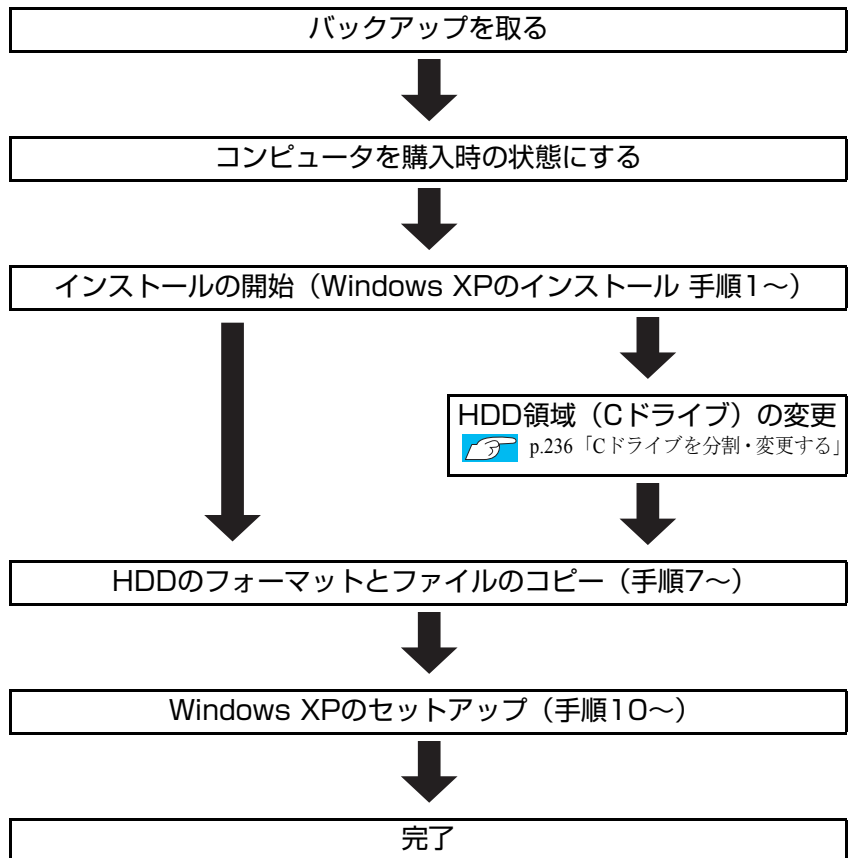 バックアップを取る
コンピュータを購入時の状態にする
インストールの開始（Windows XPのインストール 手順1～）
HDD領域（Cドライブ）の変更
p.236「Cドライブを分割・変更する」
HDDのフォーマットとファイルのコピー（手順7～）
Windows XPのセットアップ（手順10～）
完了